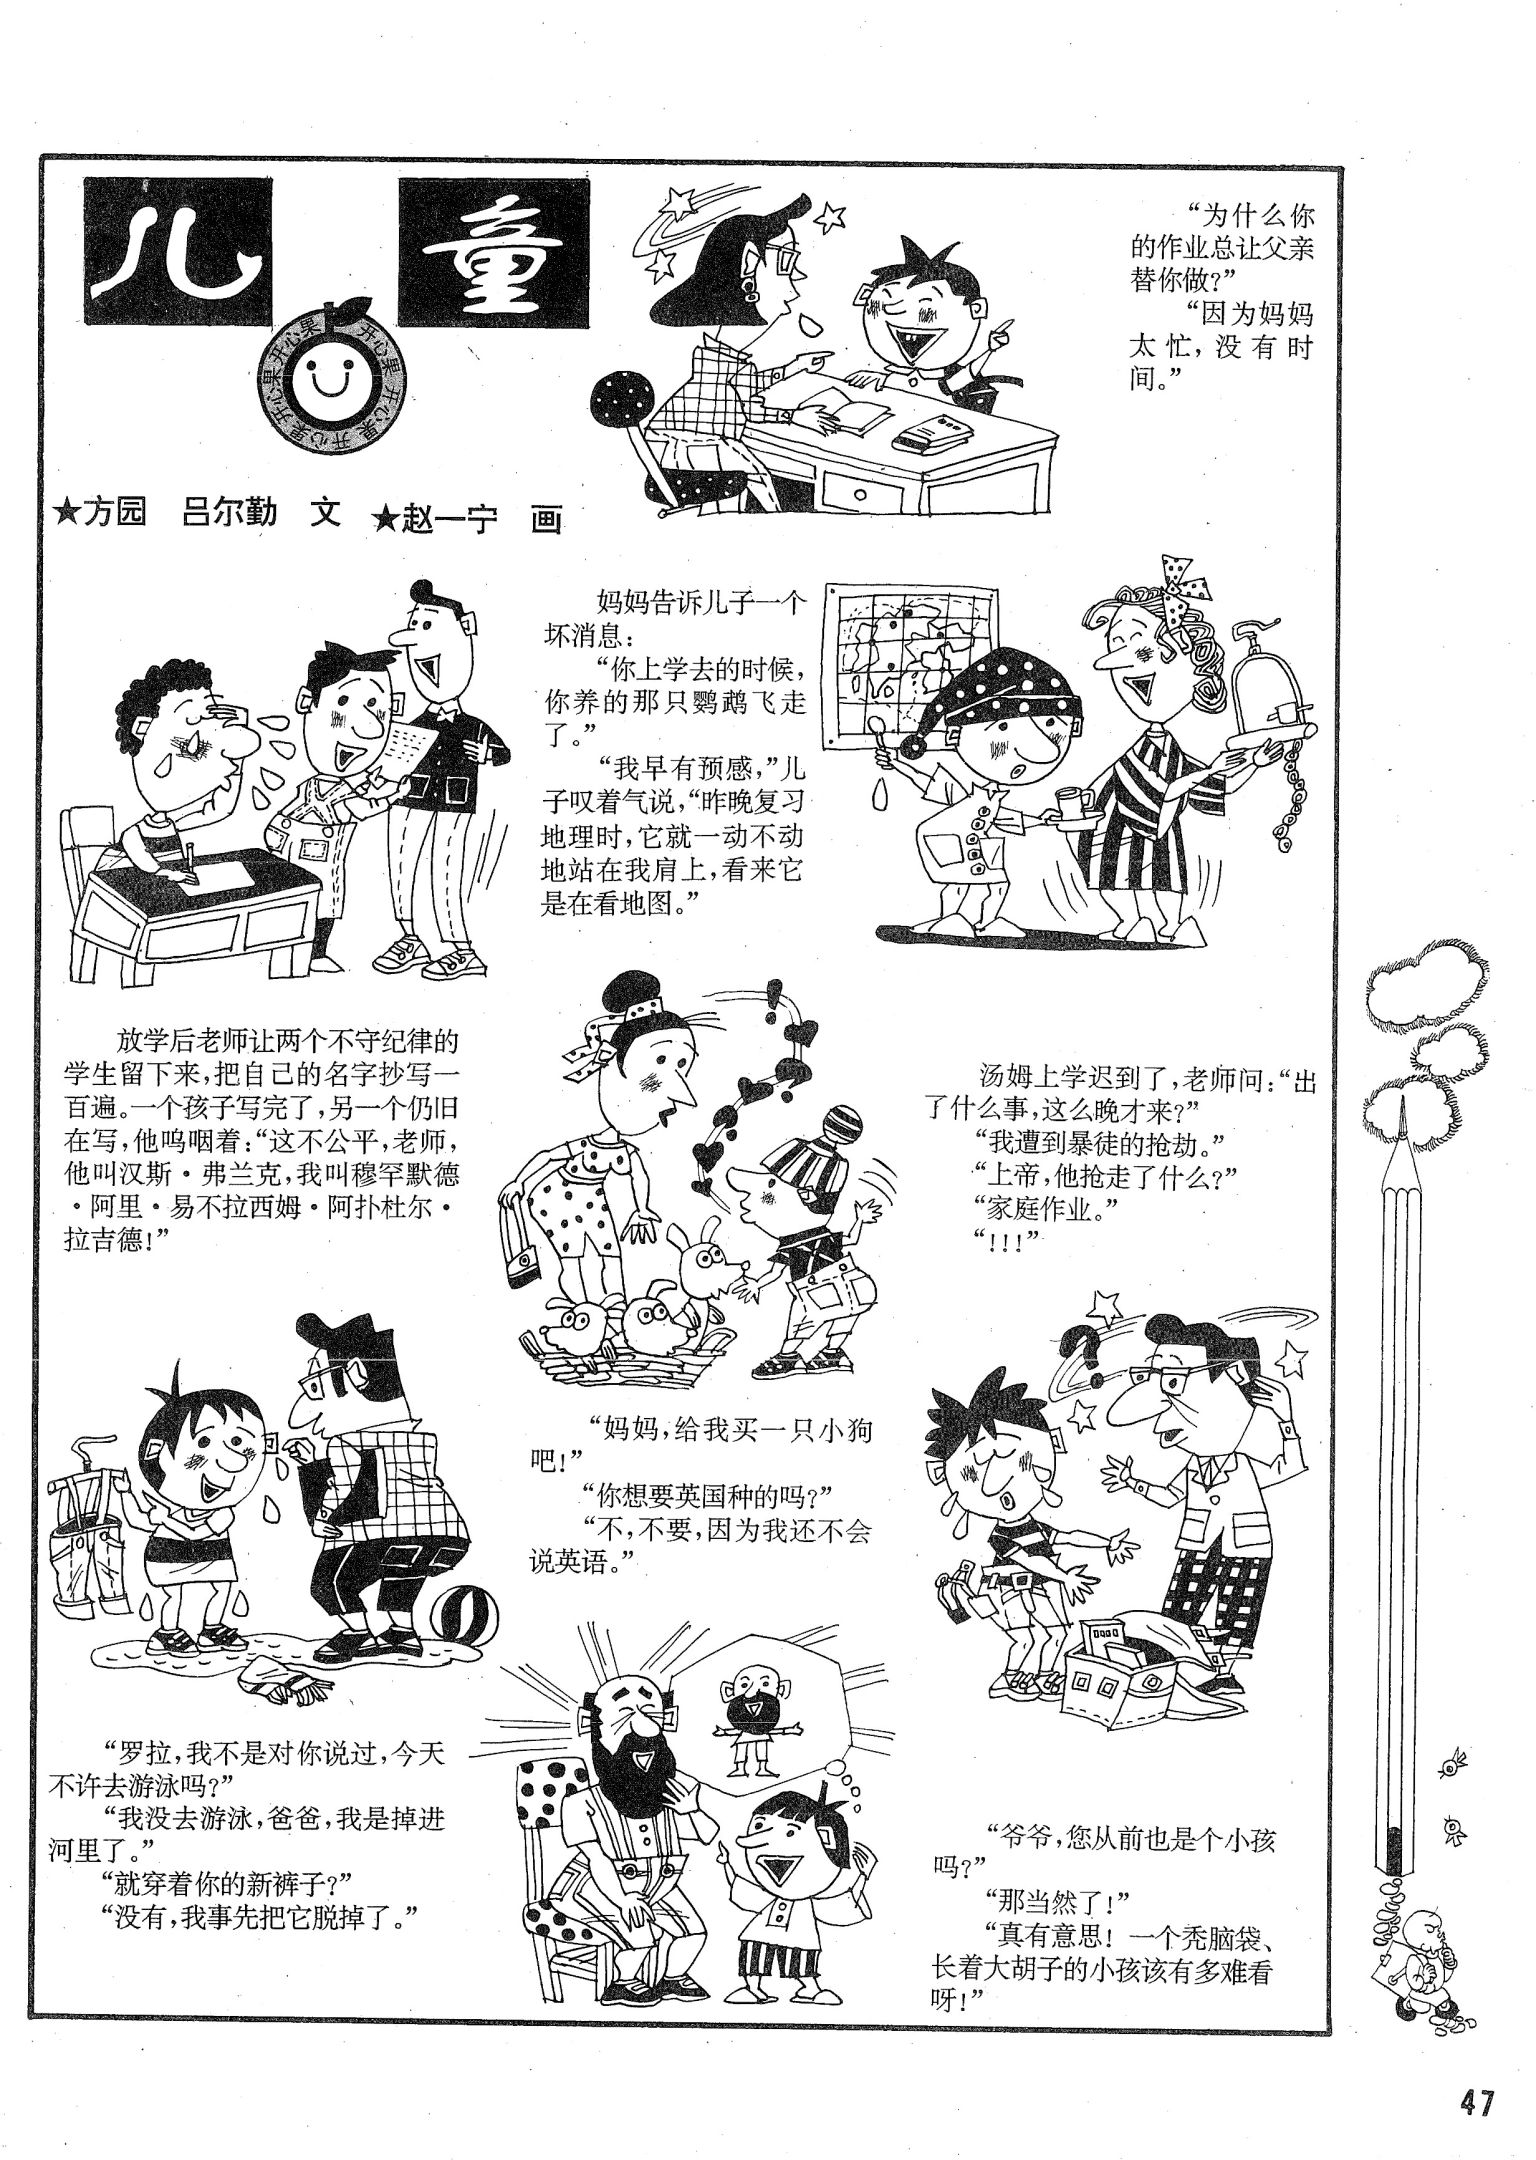 儿童
开心果 开心果 开心果 开心果 开心果
★方园 吕尔勤 文 ★赵一宁 画
“为什么你
的作业总让父亲
替你做?”
“因为妈妈
太忙,没有时
间。”
妈妈告诉儿子一个
坏消息:
“你上学去的时候,
你养的那只鹦鹉飞走
了。”
“我早有预感,”儿
子叹着气说,“昨晚复习
地理时,它就一动不动
地站在我肩上,看来它
是在看地图。”
放学后老师让两个不守纪律的
学生留下来,把自己的名字抄写一
百遍。一个孩子写完了,另一个仍旧
在写,他呜咽着:“这不公平,老师,
他叫汉斯·弗兰克,我叫穆罕默德
·阿里·易不拉西姆·阿扑杜尔·
拉吉德!”
汤姆上学迟到了,老师问:“出
了什么事,这么晚才来?”
“我遭到暴徒的抢劫。”
“上帝,他抢走了什么?”
“家庭作业。”
“!!!”
“妈妈,给我买一只小狗
吧!”
“你想要英国种的吗?”
“不,不要,因为我还不会
说英语。”
“罗拉,我不是对你说过,今天
不许去游泳吗?”
“我没去游泳,爸爸,我是掉进
河里了。”
“就穿着你的新裤子?”
“没有,我事先把它脱掉了。”
“爷爷,您从前也是个小孩
吗?”
“那当然了!”
“真有意思! 一个秃脑袋、
长着大胡子的小孩该有多难看
呀!”
47